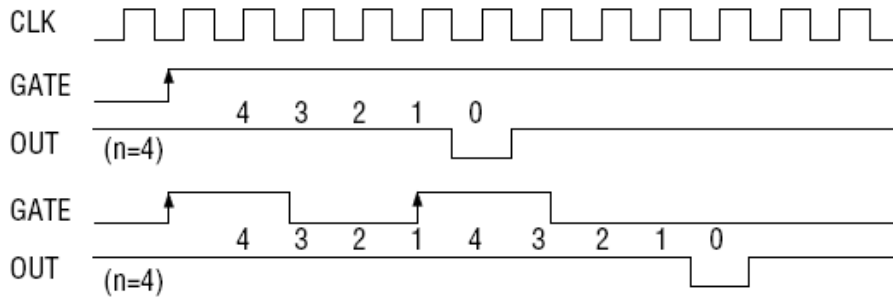 CLK
GATE
4 3 2 1 0
OUT (n=4)
GATE
4 3 2 1 4 3 2 1 0
OUT (n=4)